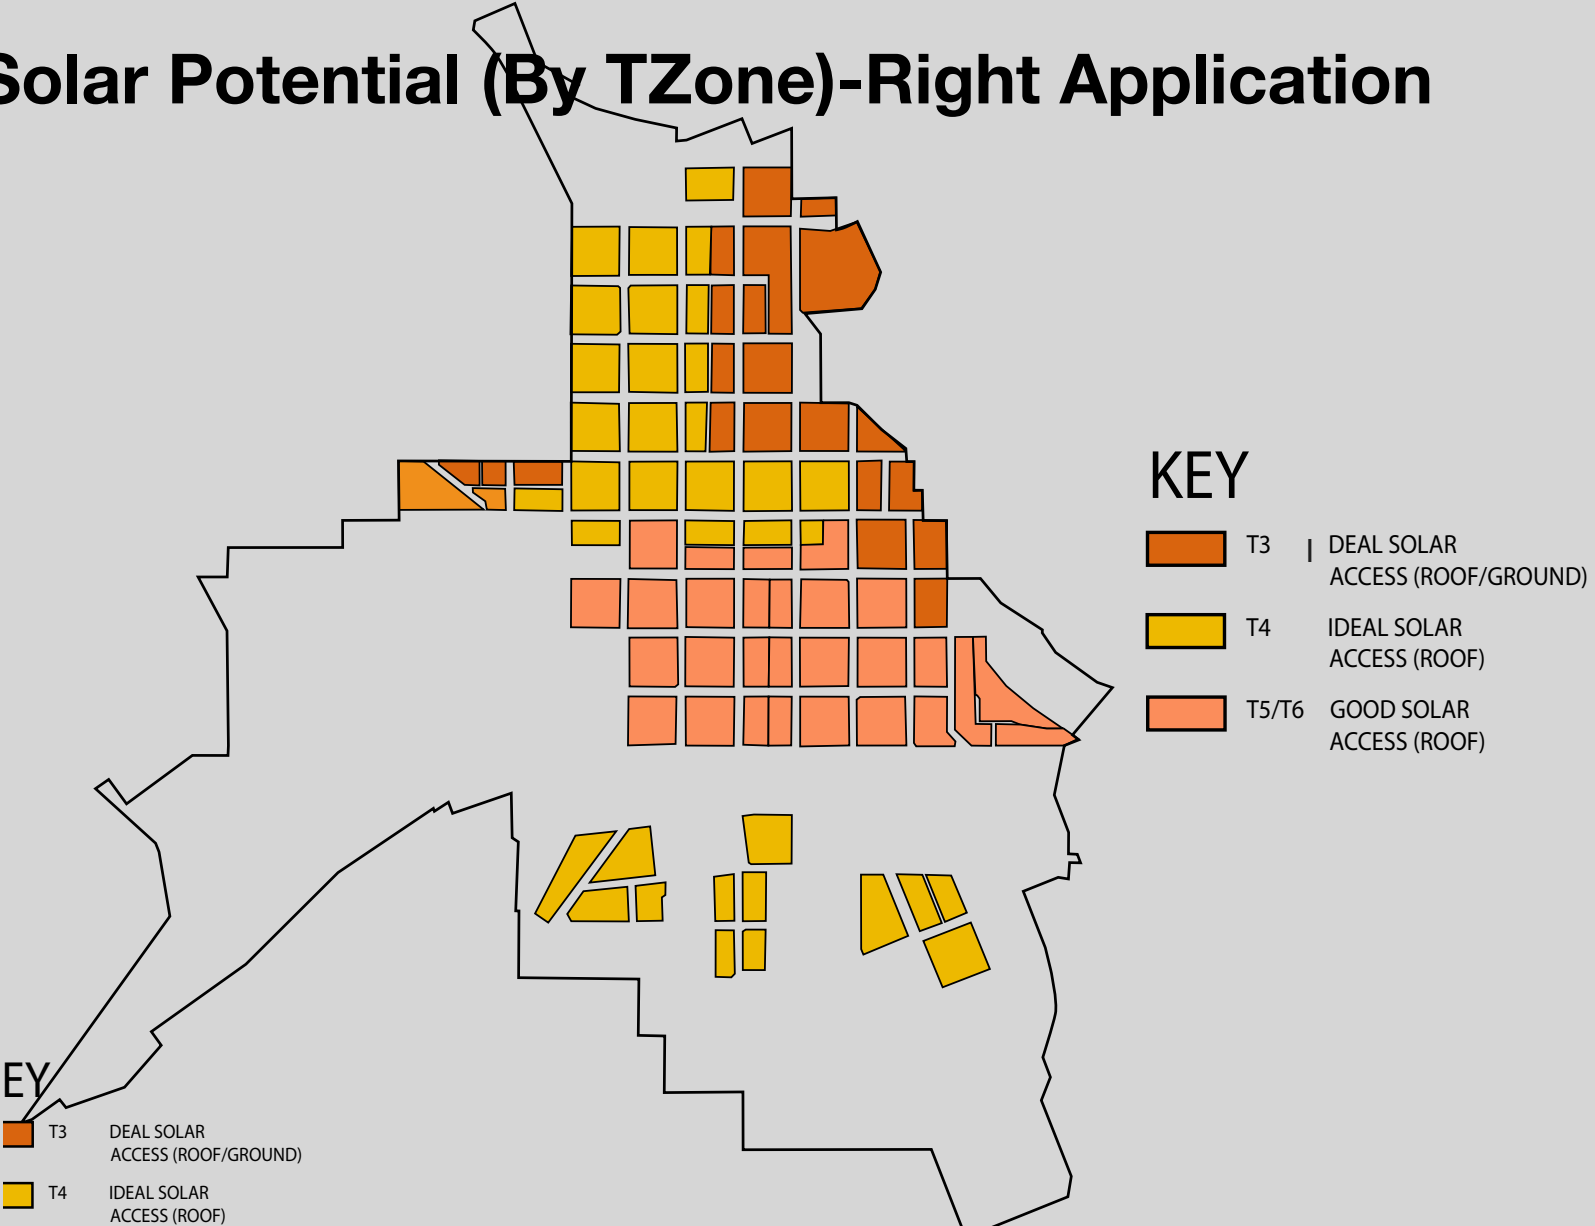 Solar Potential (By TZone)-Right Application
KEY
T3 I DEAL SOLAR
ACCESS (ROOF/GROUND)
T4 IDEAL SOLAR
ACCESS (ROOF)
T5/T6 GOOD SOLAR
ACCESS (ROOF)
EY
T3 DEAL SOLAR
ACCESS (ROOF/GROUND)
T4 IDEAL SOLAR
ACCESS (ROOF)